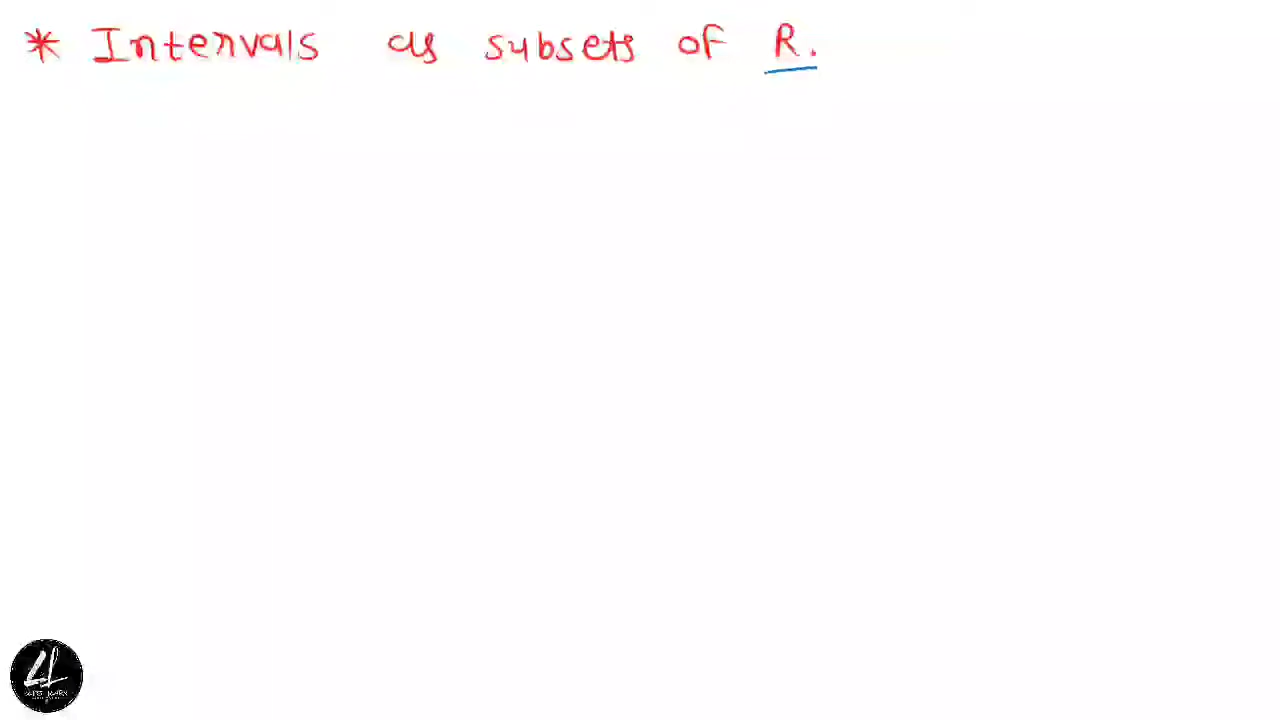 * Intervals as subsets of R.